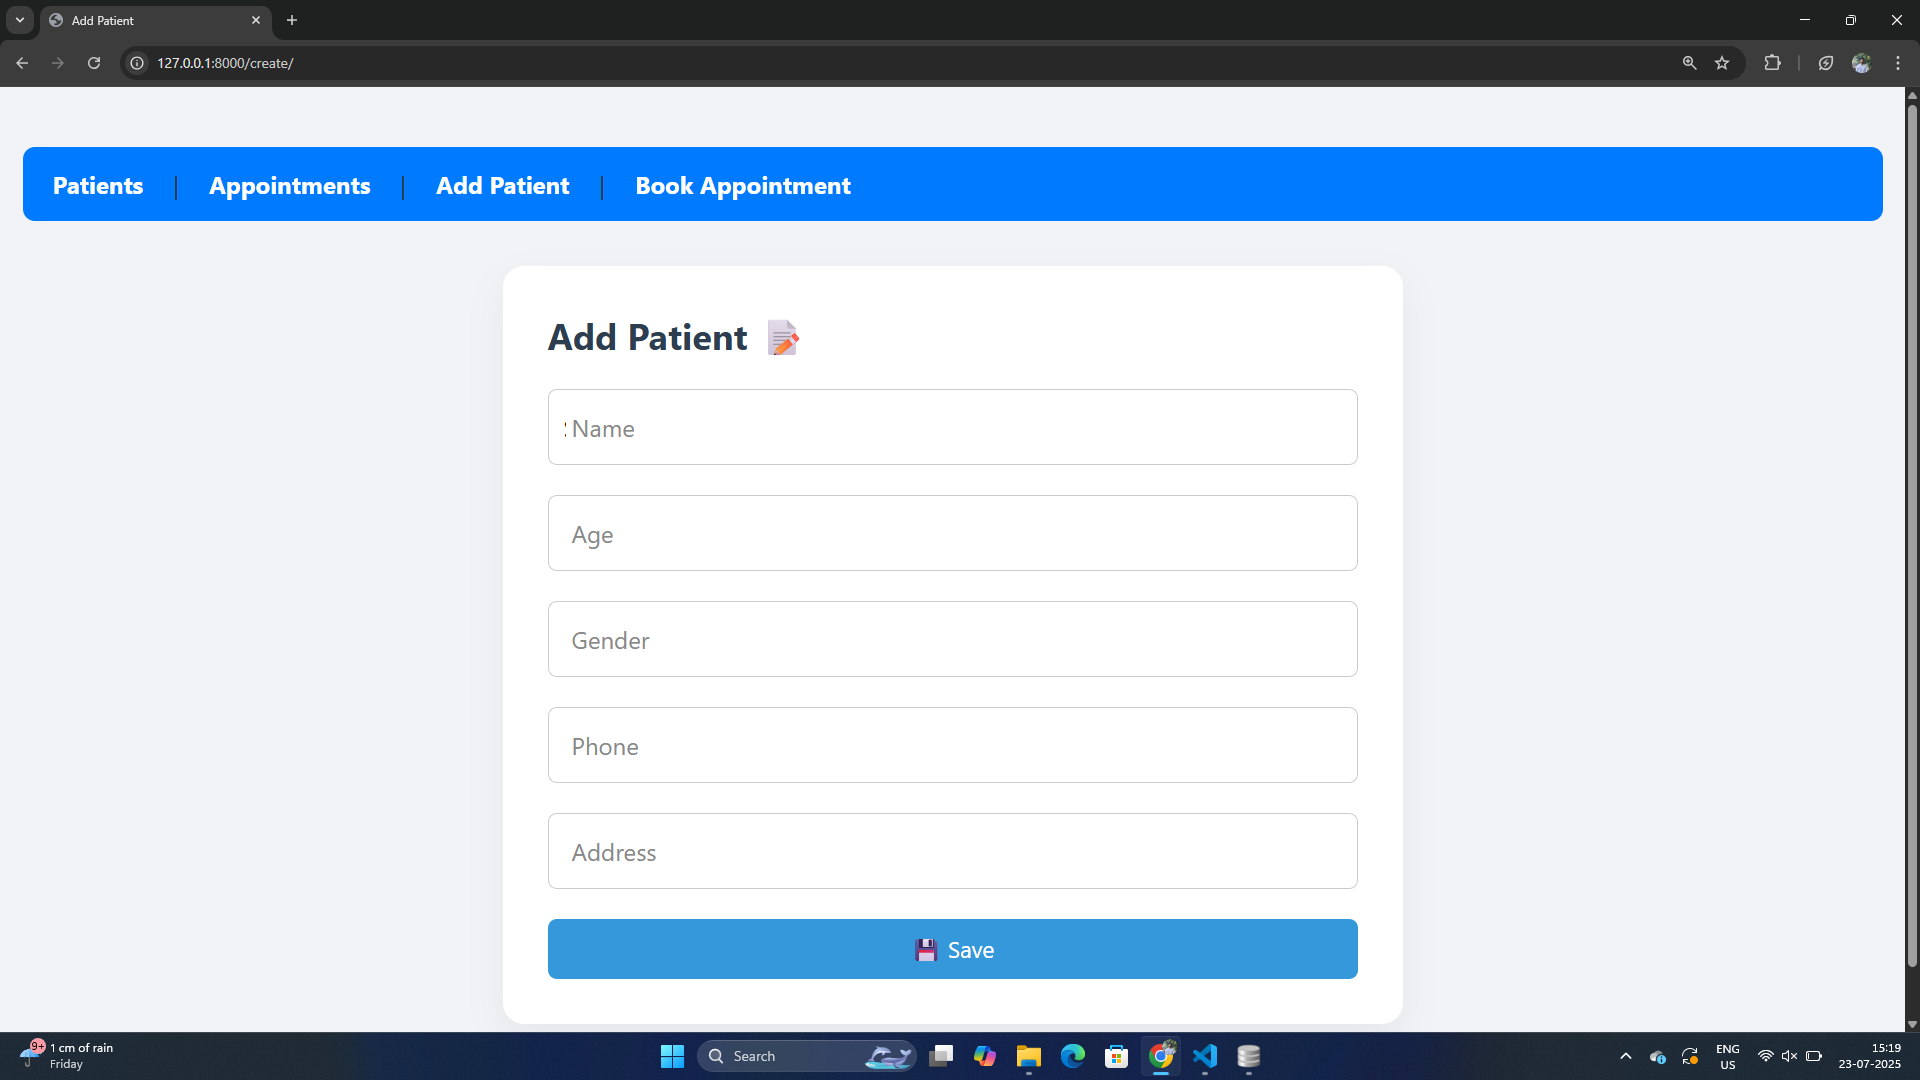 Add Patient
127.0.0.1:8000/create/
Patients | Appointments | Add Patient | Book Appointment
Add Patient
Name
Age
Gender
Phone
Address
Save
9+
1 cm of rain
Friday
Search
ENG
US
15:19
23-07-2025